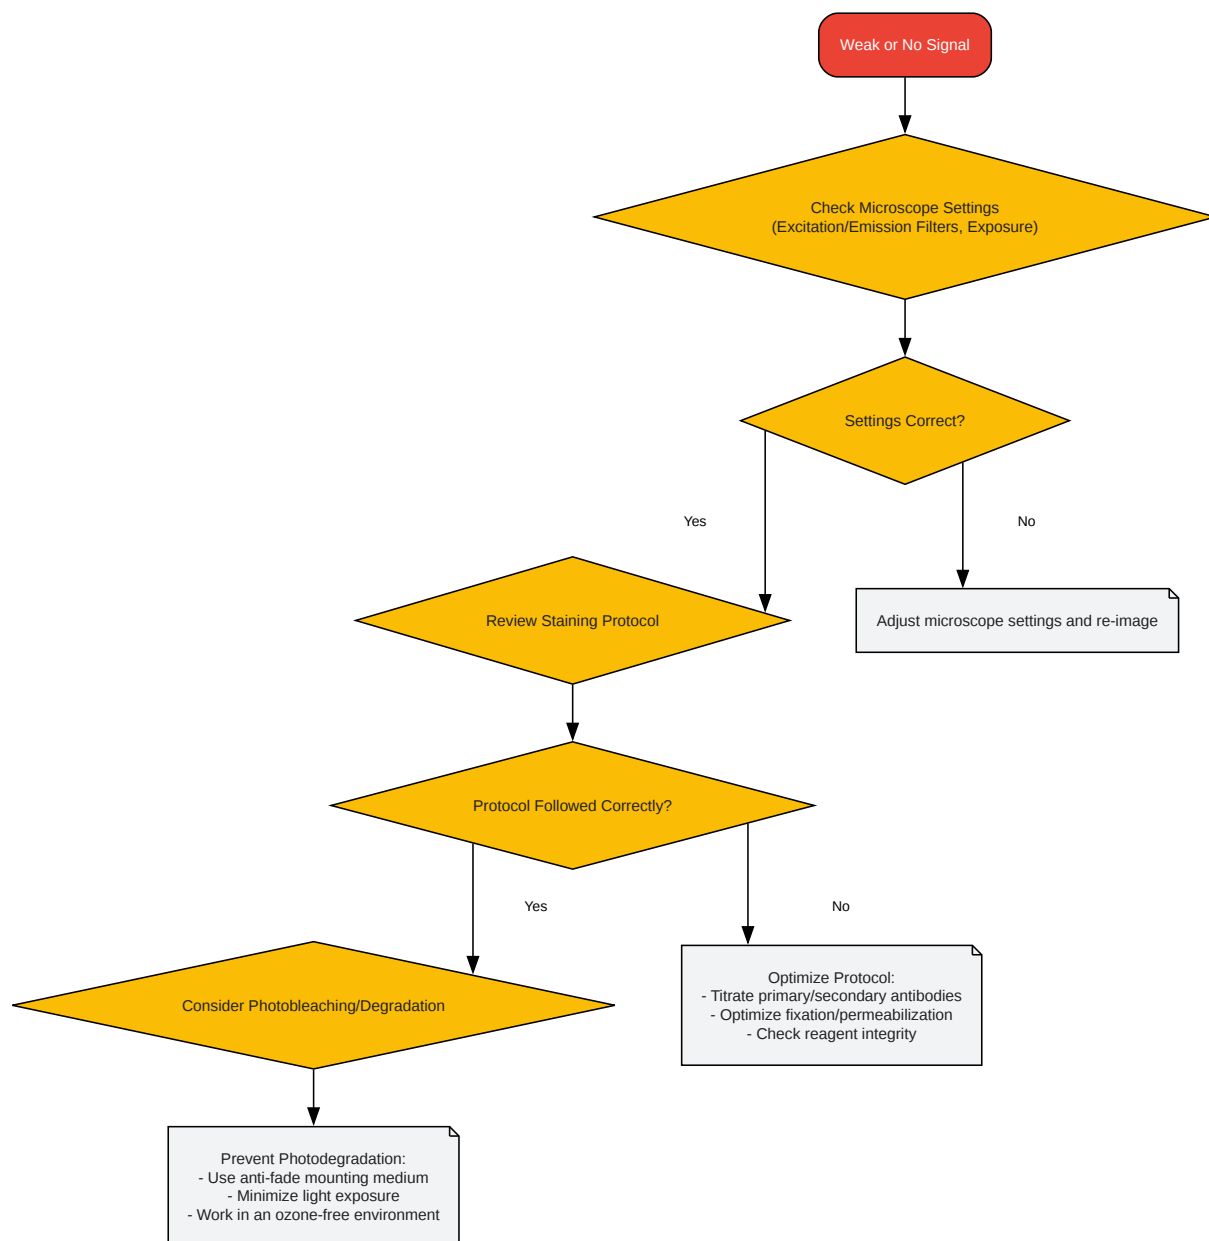 Weak or No Signal
Check Microscope Settings
(Excitation/Emission Filters, Exposure)
Settings Correct?
Yes
No
Review Staining Protocol
Adjust microscope settings and re-image
Protocol Followed Correctly?
Yes
No
Consider Photobleaching/Degradation
Optimize Protocol:
- Titrate primary/secondary antibodies
- Optimize fixation/permeabilization
- Check reagent integrity
Prevent Photodegradation:
- Use anti-fade mounting medium
- Minimize light exposure
- Work in an ozone-free environment